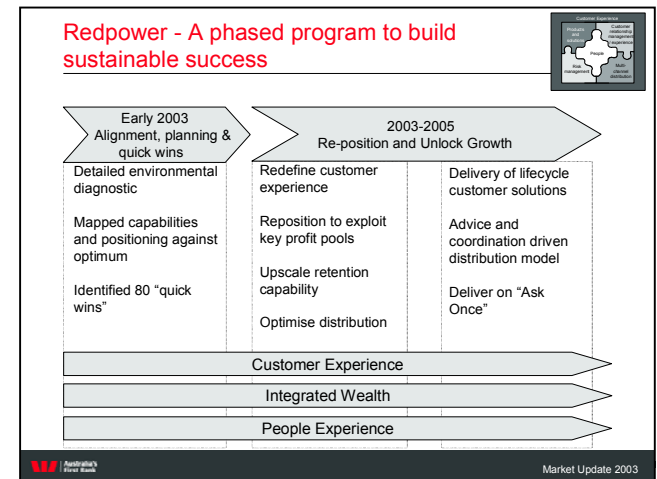 Redpower - A phased program to build
sustainable success
Customer Experience
Products
and
solutions
Customer
relationship
management
experience
People
Risk
management
Multi-
channel
distribution
Early 2003
Alignment, planning &
quick wins
2003-2005
Re-position and Unlock Growth
Detailed environmental
diagnostic
Mapped capabilities
and positioning against
optimum
Identified 80 “quick
wins”
Redefine customer
experience
Reposition to exploit
key profit pools
Upscale retention
capability
Optimise distribution
Delivery of lifecycle
customer solutions
Advice and
coordination driven
distribution model
Deliver on “Ask
Once”
Customer Experience
Integrated Wealth
People Experience
Australia's
First Bank
Market Update 2003